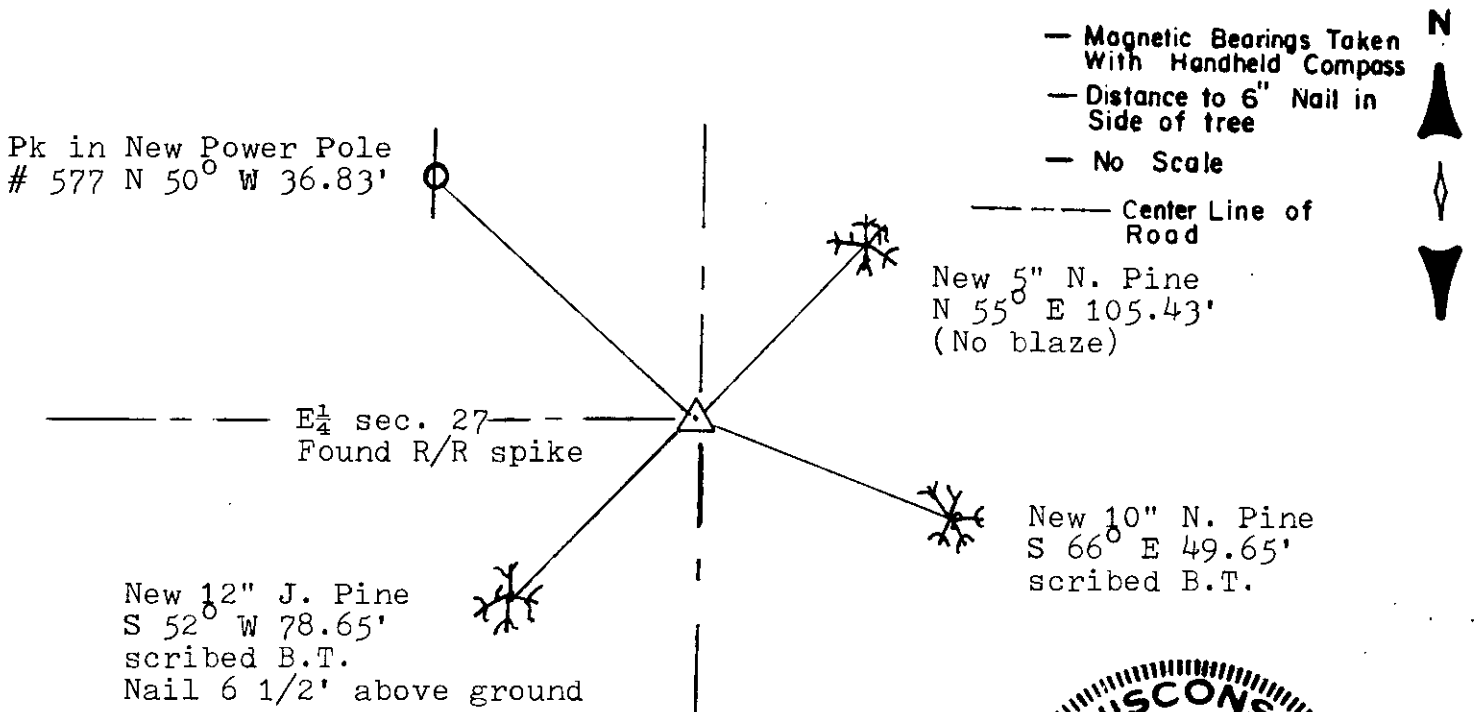 — Magnetic Bearings Taken
With Handheld Compass
— Distance to 6" Nail in
Side of tree
— No Scale
Center Line of
Road
N
Pk in New Power Pole
# 577 N 50° W 36.83'
New 5" N. Pine
N 55° E 105.43'
(No blaze)
E¼ sec. 27
Found R/R spike
New 10" N. Pine
S 66° E 49.65'
scribed B.T.
New 12" J. Pine
S 52° W 78.65'
scribed B.T.
Nail 6 1/2' above ground
SCONS